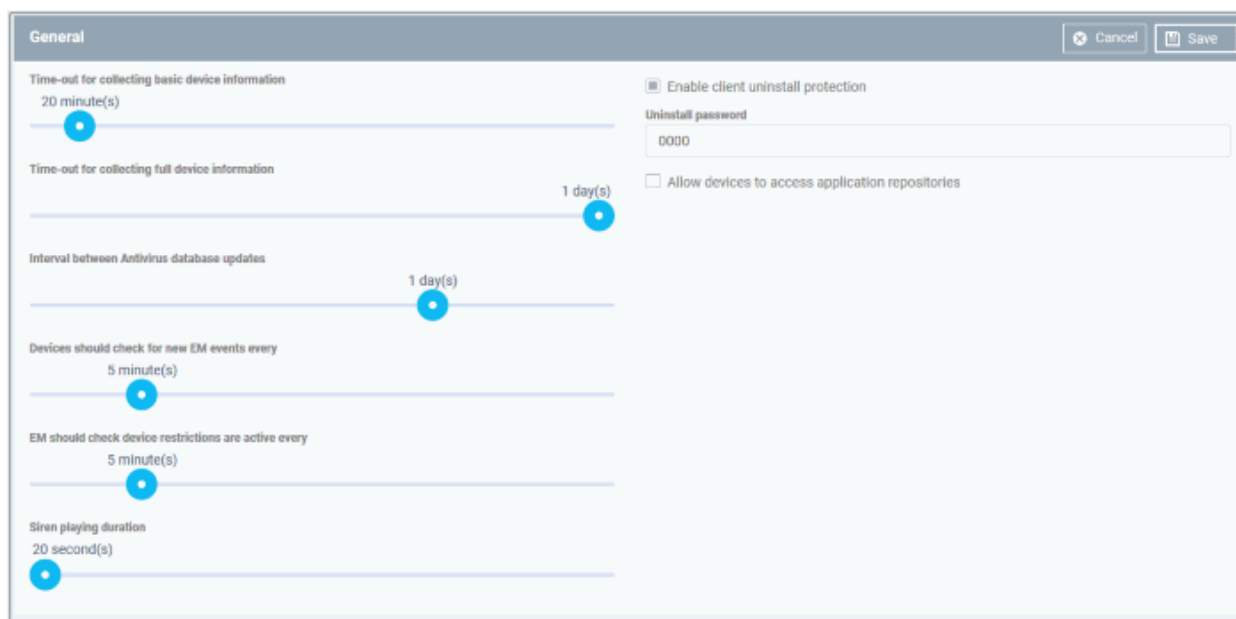 General
Cancel
Save
Time-out for collecting basic device information
20 minute(s)
Time-out for collecting full device information
1 day(s)
Interval between Antivirus database updates
1 day(s)
Devices should check for new EM events every
5 minute(s)
EM should check device restrictions are active every
5 minute(s)
Siren playing duration
20 second(s)
Enable client uninstall protection
Uninstall password
0000
Allow devices to access application repositories